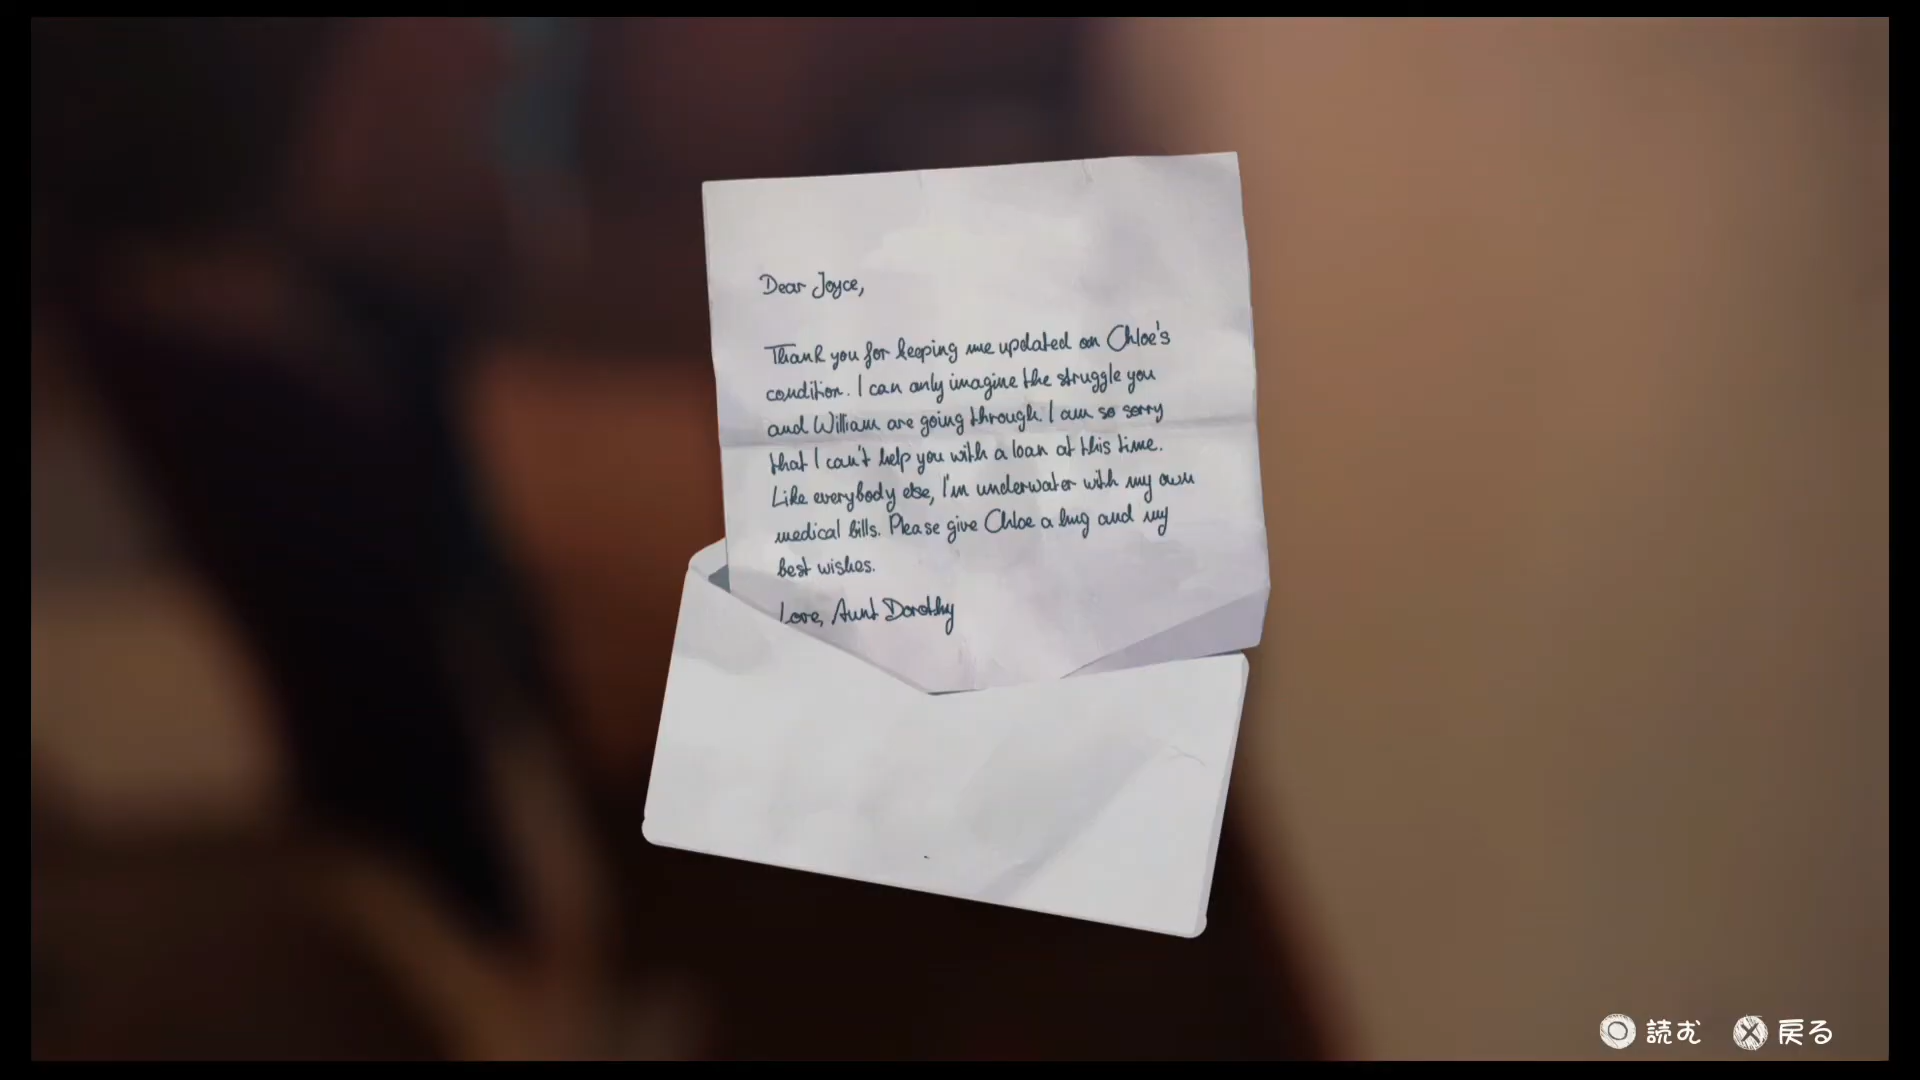 Dear Joyce,
Thank you for keeping me updated on Chloe's
condition. I can only imagine the struggle you
and William are going through. I am so sorry
that I can't help you with a loan at this time.
Like everybody else, I'm underwater with my own
medical bills. Please give Chloe a hug and my
best wishes.
Love, Aunt Dorothy
読む 戻る